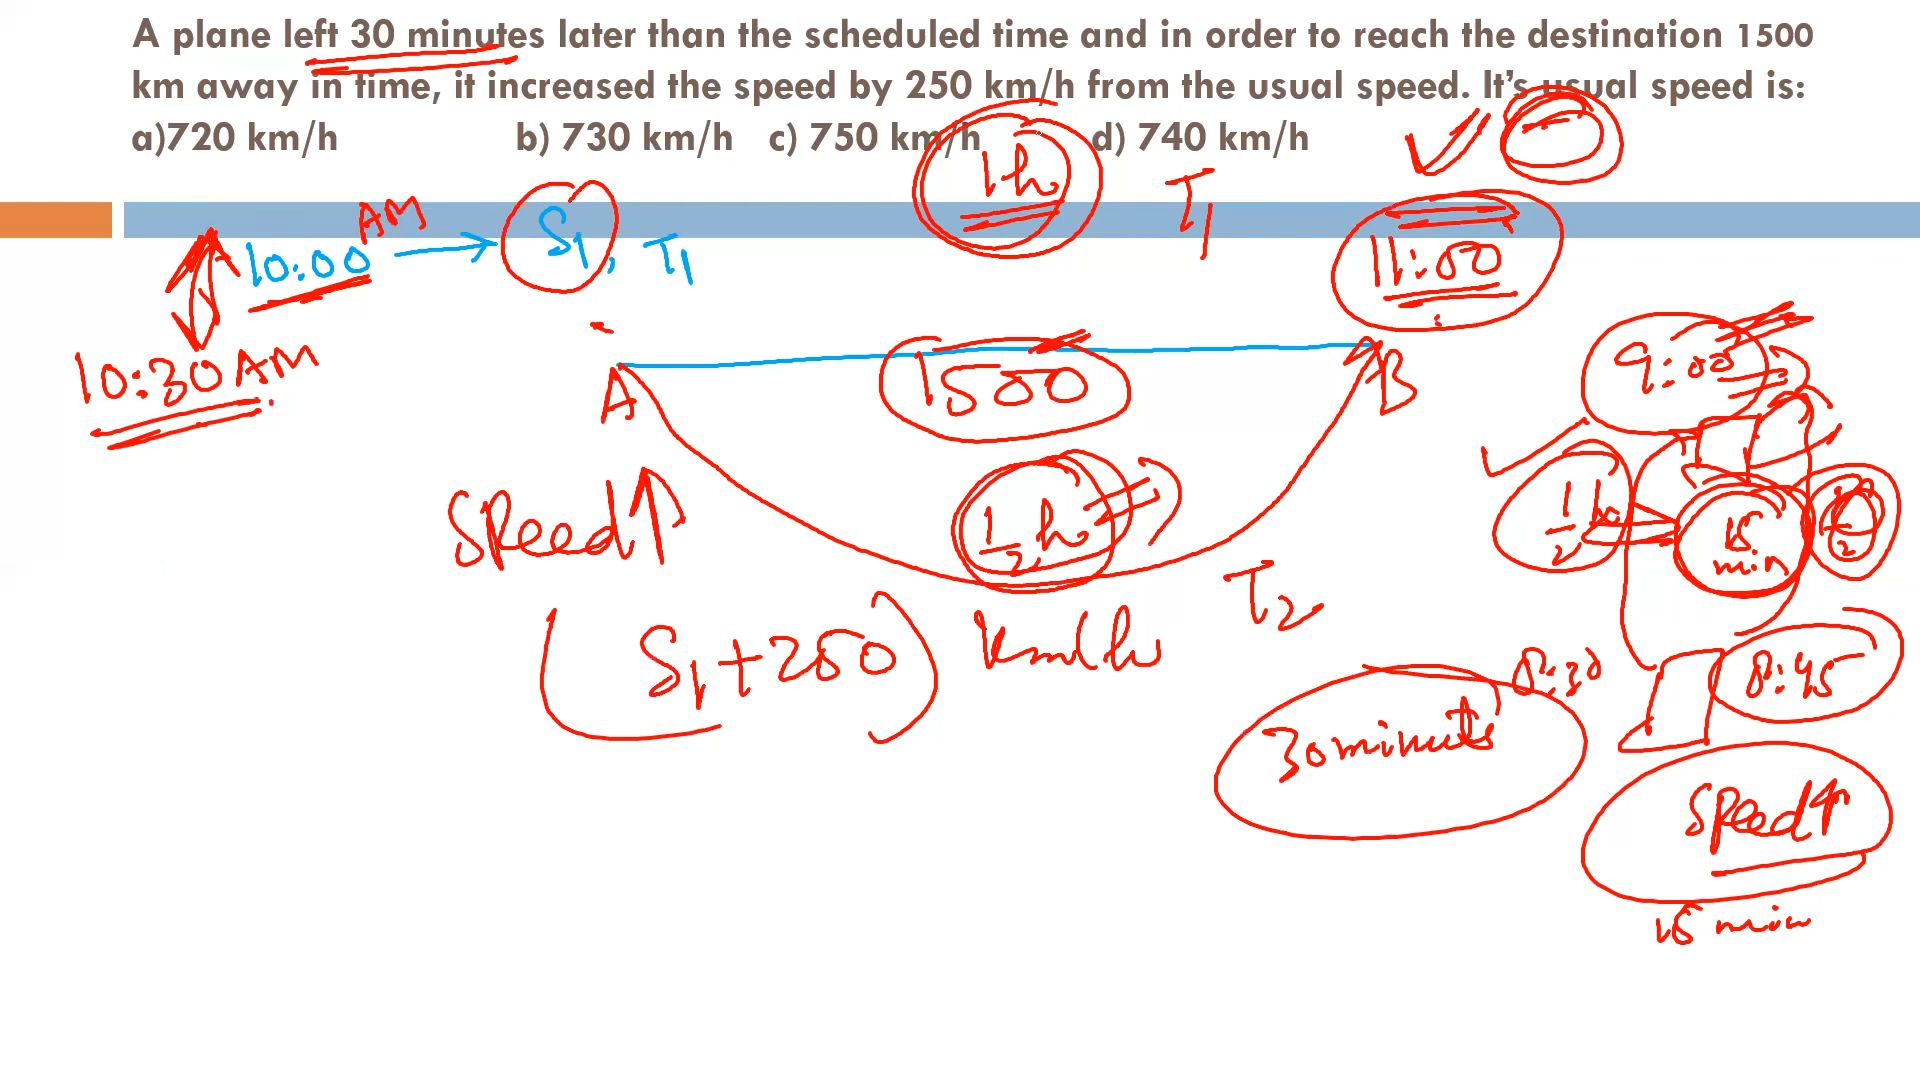 A plane left 30 minutes later than the scheduled time and in order to reach the destination 1500
km away in time, it increased the speed by 250 km/h from the usual speed. It's usual speed is:
a)720 km/h b) 730 km/h c) 750 km/h d) 740 km/h
1h
T1
AM
10:00
S1, T1
11:00
10:30 AM
A
1500
B
9:00
Speed↑
1/2 h
1/2 h
15
min
T2
(S1+250) km/h
8:30
8:45
30 minuts
Speed↑
15 min